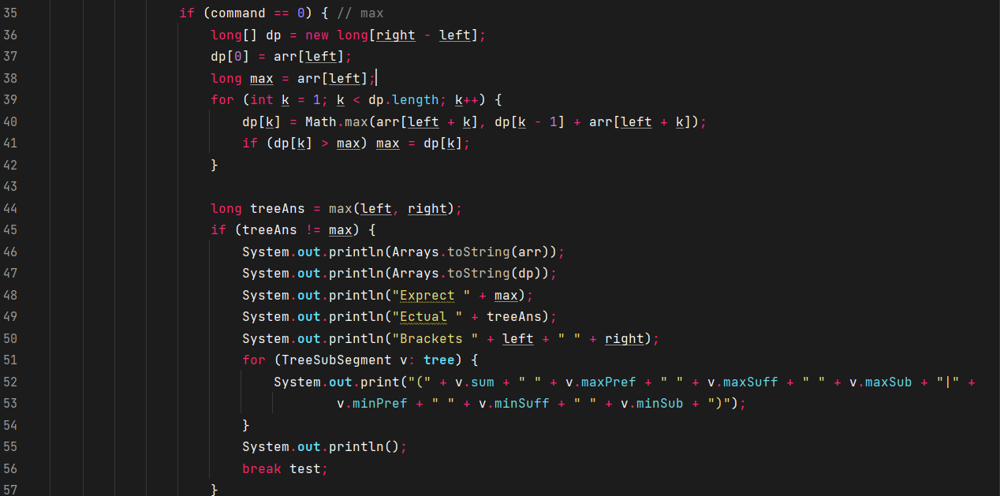 35 if (command == 0) { // max
36 long[] dp = new long[right - left];
37 dp[0] = arr[left];
38 long max = arr[left];
39 for (int k = 1; k < dp.length; k++) {
40 dp[k] = Math.max(arr[left + k], dp[k - 1] + arr[left + k]);
41 if (dp[k] > max) max = dp[k];
42 }
43
44 long treeAns = max(left, right);
45 if (treeAns != max) {
46 System.out.println(Arrays.toString(arr));
47 System.out.println(Arrays.toString(dp));
48 System.out.println("Exprect " + max);
49 System.out.println("Ectual " + treeAns);
50 System.out.println("Brackets " + left + " " + right);
51 for (TreeSubSegment v: tree) {
52 System.out.print("(" + v.sum + " " + v.maxPref + " " + v.maxSuff + " " + v.maxSub + "|" +
53 v.minPref + " " + v.minSuff + " " + v.minSub + ")");
54 }
55 System.out.println();
56 break test;
57 }